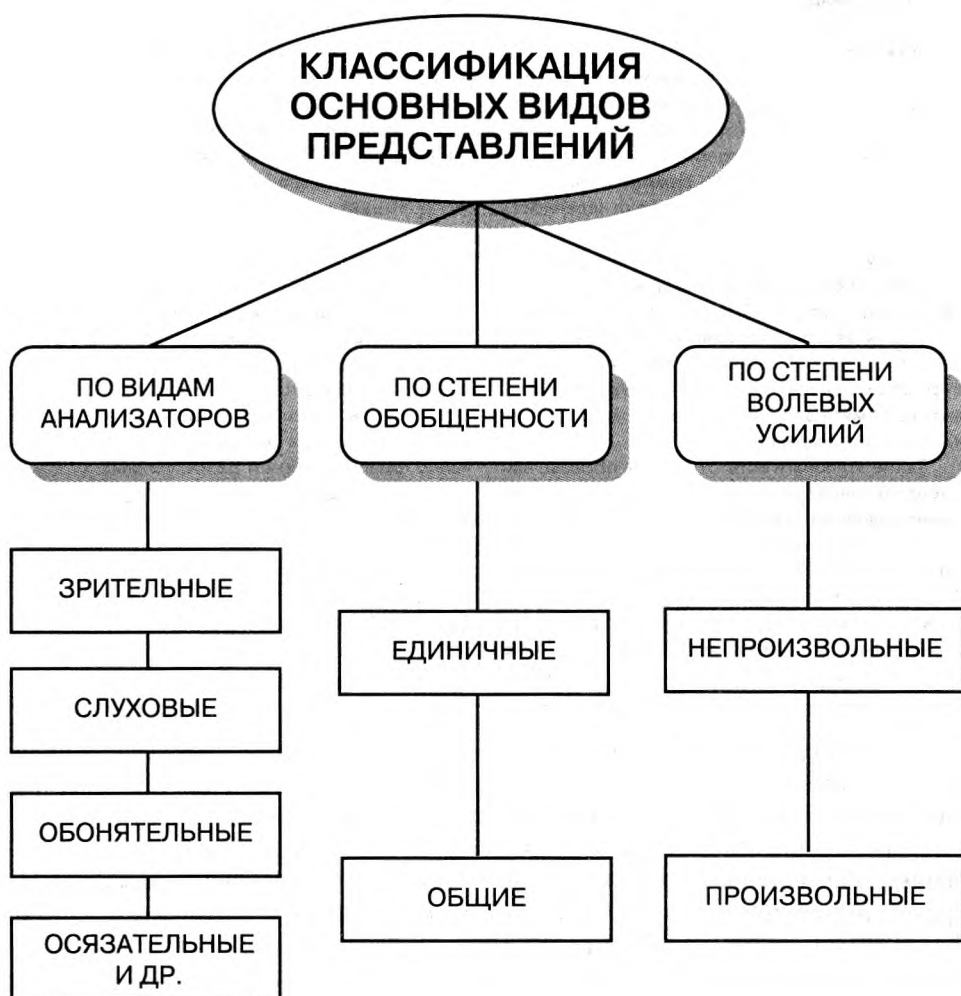 КЛАССИФИКАЦИЯ
ОСНОВНЫХ ВИДОВ
ПРЕДСТАВЛЕНИЙ
ПО ВИДАМ
АНАЛИЗАТОРОВ
ЗРИТЕЛЬНЫЕ
СЛУХОВЫЕ
ОБОНЯТЕЛЬНЫЕ
ОСЯЗАТЕЛЬНЫЕ
И ДР.
ПО СТЕПЕНИ
ОБОБЩЕННОСТИ
ЕДИНИЧНЫЕ
ОБЩИЕ
ПО СТЕПЕНИ
ВОЛЕВЫХ
УСИЛИЙ
НЕПРОИЗВОЛЬНЫЕ
ПРОИЗВОЛЬНЫЕ